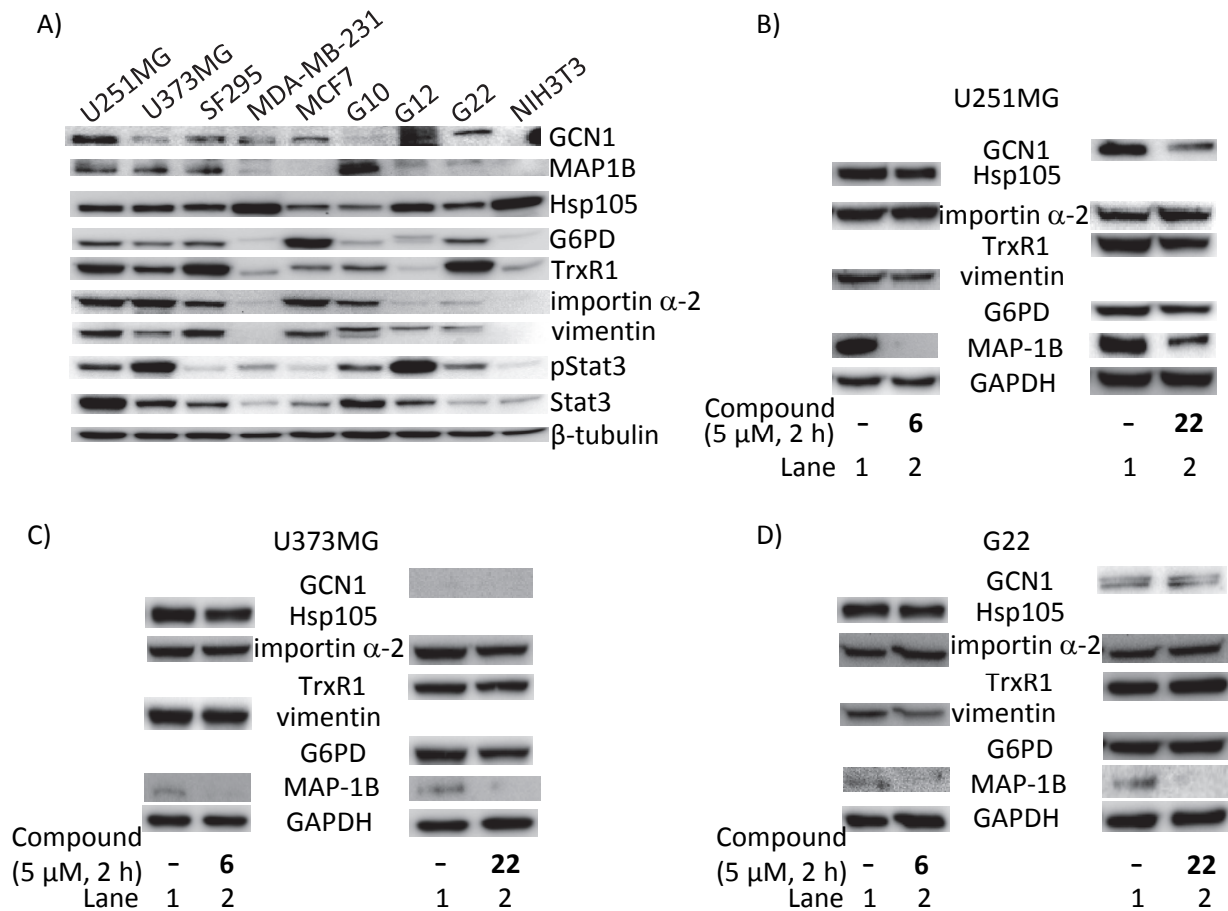 A)
U251MG
U373MG
SF295
MDA-MB-231
MCF7
G10
G12
G22
NIH3T3
GCN1
MAP1B
Hsp105
G6PD
TrxR1
importin α-2
vimentin
pStat3
Stat3
β-tubulin
B)
U251MG
GCN1
Hsp105
importin α-2
TrxR1
vimentin
G6PD
MAP-1B
GAPDH
Compound
(5 μM, 2 h) – 6 – 22
Lane 1 2 1 2
C)
U373MG
GCN1
Hsp105
importin α-2
TrxR1
vimentin
G6PD
MAP-1B
GAPDH
Compound
(5 μM, 2 h) – 6 – 22
Lane 1 2 1 2
D)
G22
GCN1
Hsp105
importin α-2
TrxR1
vimentin
G6PD
MAP-1B
GAPDH
Compound
(5 μM, 2 h) – 6 – 22
Lane 1 2 1 2